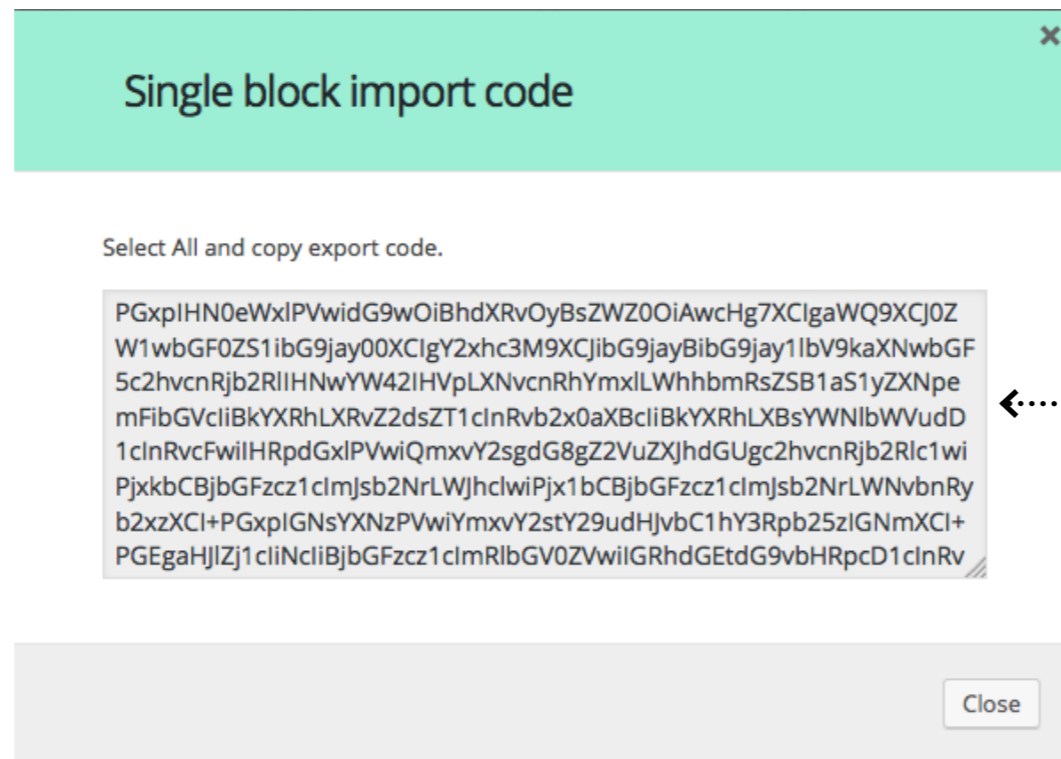 Single block import code
Select All and copy export code.
PGxpIHN0eWxlPVwidG9wOiBhdXRvOyBsZWZ0OiAwcHg7XCIgaWQ9XCJ0Z
W1wbGF0ZS1ibG9jay00XCIgY2xhc3M9XCJibG9jayBibG9jay1lbV9kaXNwbGF
5c2hvcnRjb2RlIHNwYW42IHVpLXNvcnRhYmxlLWhhbmRsZSB1aS1yZXNpe
mFibGVcIiBkYXRhLXRvZ2dsZT1cInRvb2x0aXBcIiBkYXRhLXBsYWNlbWVudD
1cInRvcFwiIHRpdGxlPVwiQmxvY2sgdG8gZ2VuZXJhdGUgc2hvcnRjb2Rlc1wi
PjxkbCBjbGFzcz1cImJsb2NrLWJhclwiPjx1bCBjbGFzcz1cImJsb2NrLWNvbnRy
b2xzXCI+PGxpIGNsYXNzPVwiYmxvY2stY29udHJvbC1hY3Rpb25zIGNmXCI+
PGEgaHJlZj1cIiNcIiBjbGFzcz1cImRlbGV0ZVwiIGRhdGEtdG9vbHRpcD1cInRv
Close